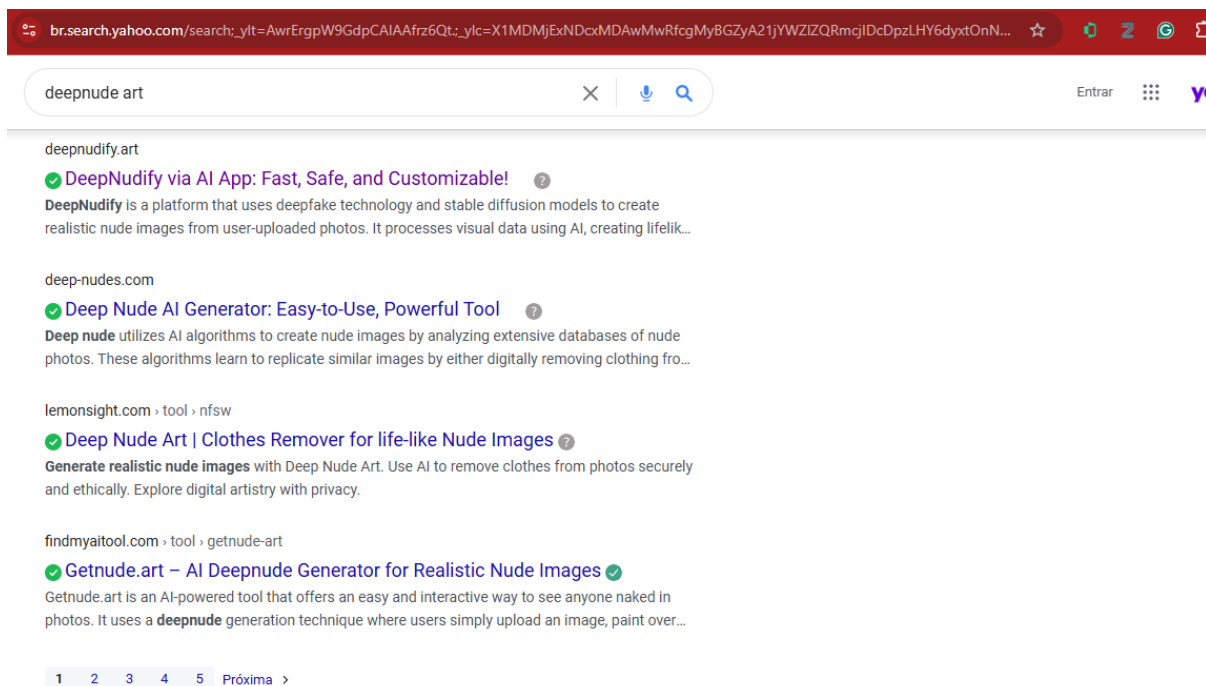 br.search.yahoo.com/search;_ylt=AwrErgpW9GdpCAIAAfrz6Qt.;_ylc=X1MDMjExNDcxMDAwMwRfcgMyBGZyA21jYWZlZQRmcjIDcDpzLHY6dyxtOnN...
deepnude art
Entrar
deepnudify.art
DeepNudify via AI App: Fast, Safe, and Customizable!
DeepNudify is a platform that uses deepfake technology and stable diffusion models to create
realistic nude images from user-uploaded photos. It processes visual data using AI, creating lifelik...
deep-nudes.com
Deep Nude AI Generator: Easy-to-Use, Powerful Tool
Deep nude utilizes AI algorithms to create nude images by analyzing extensive databases of nude
photos. These algorithms learn to replicate similar images by either digitally removing clothing fro...
lemonsight.com › tool › nfsw
Deep Nude Art | Clothes Remover for life-like Nude Images
Generate realistic nude images with Deep Nude Art. Use AI to remove clothes from photos securely
and ethically. Explore digital artistry with privacy.
findmyaitool.com › tool › getnude-art
Getnude.art – AI Deepnude Generator for Realistic Nude Images
Getnude.art is an AI-powered tool that offers an easy and interactive way to see anyone naked in
photos. It uses a deepnude generation technique where users simply upload an image, paint over...
1 2 3 4 5 Próxima ›